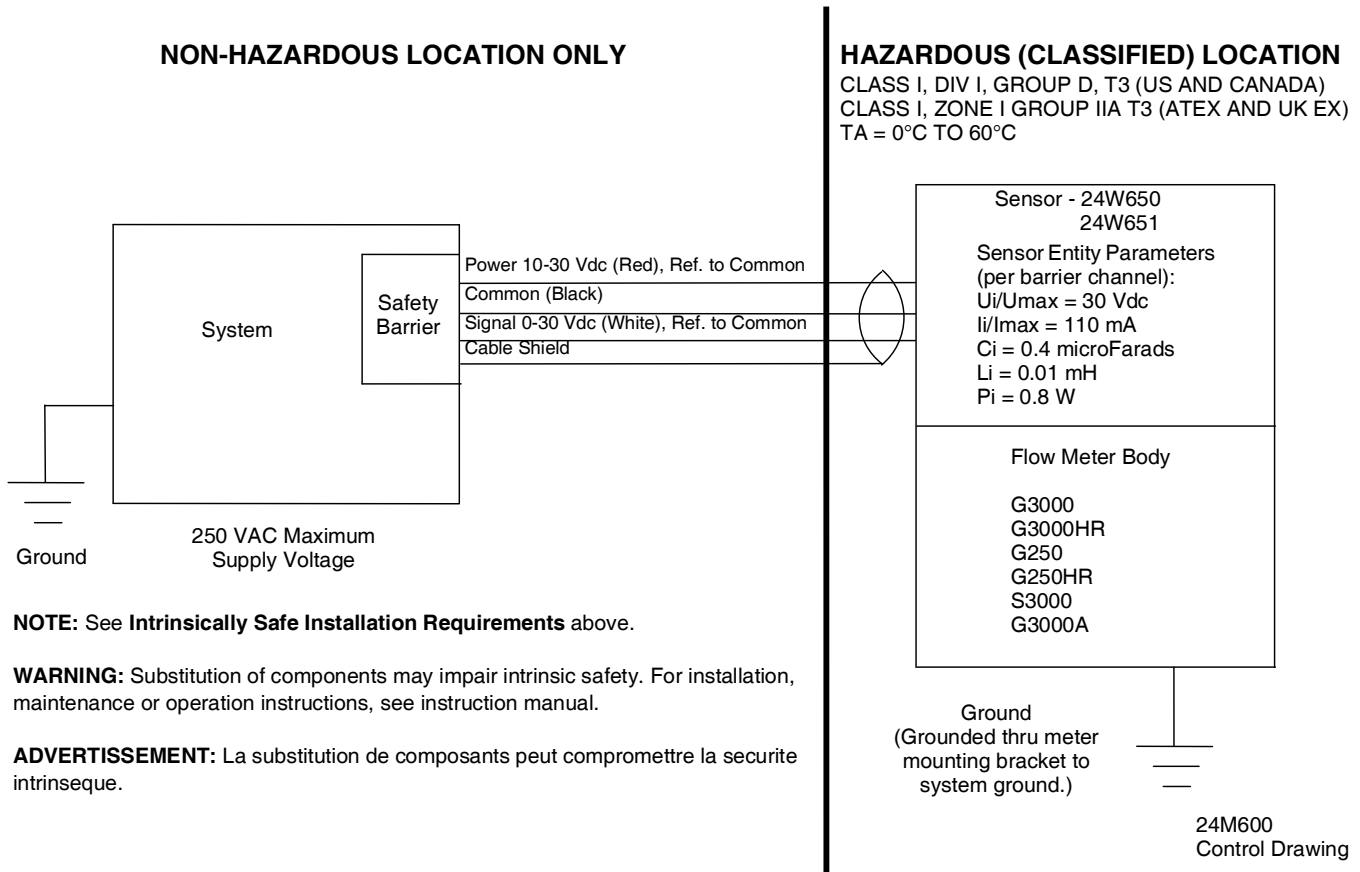 NON-HAZARDOUS LOCATION ONLY
HAZARDOUS (CLASSIFIED) LOCATION
CLASS I, DIV I, GROUP D, T3 (US AND CANADA)
CLASS I, ZONE I GROUP IIA T3 (ATEX AND UK EX)
TA = 0°C TO 60°C
System
Safety
Barrier
Power 10-30 Vdc (Red), Ref. to Common
Common (Black)
Signal 0-30 Vdc (White), Ref. to Common
Cable Shield
Ground
250 VAC Maximum
Supply Voltage
Sensor - 24W650
24W651
Sensor Entity Parameters
(per barrier channel):
Ui/Umax = 30 Vdc
Ii/Imax = 110 mA
Ci = 0.4 microFarads
Li = 0.01 mH
Pi = 0.8 W
Flow Meter Body
G3000
G3000HR
G250
G250HR
S3000
G3000A
NOTE: See Intrinsically Safe Installation Requirements above.
WARNING: Substitution of components may impair intrinsic safety. For installation,
maintenance or operation instructions, see instruction manual.
ADVERTISSEMENT: La substitution de composants peut compromettre la securite
intrinseque.
Ground
(Grounded thru meter
mounting bracket to
system ground.)
24M600
Control Drawing